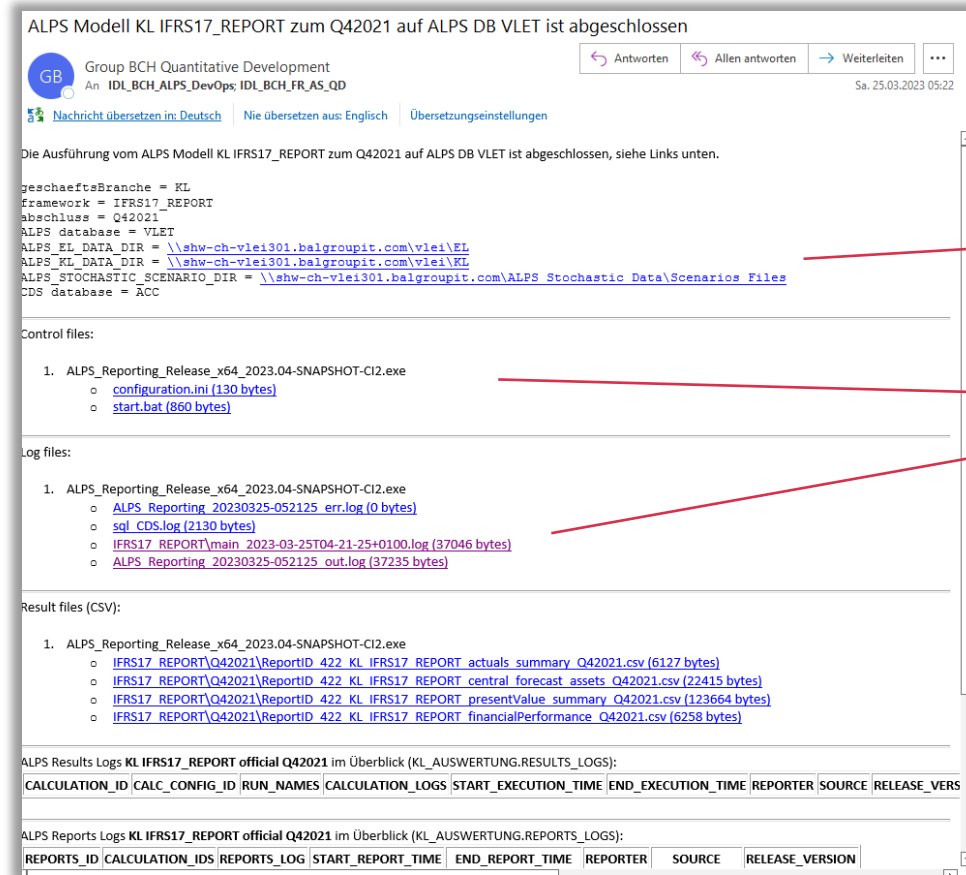 ALPS Modell KL IFRS17_REPORT zum Q42021 auf ALPS DB VLET ist abgeschlossen
GB
Group BCH Quantitative Development
An IDL_BCH_ALPS_DevOps; IDL_BCH_FR_AS_QD
Antworten
Allen antworten
Weiterleiten
Sa. 25.03.2023 05:22
Nachricht übersetzen in: Deutsch Nie übersetzen aus: Englisch Übersetzungseinstellungen
Die Ausführung vom ALPS Modell KL IFRS17_REPORT zum Q42021 auf ALPS DB VLET ist abgeschlossen, siehe Links unten.
geschaeftsBranche = KL
framework = IFRS17_REPORT
abschluss = Q42021
ALPS database = VLET
ALPS_EL_DATA_DIR = \\shw-ch-vlei301.balgroupit.com\vlei\EL
ALPS_KL_DATA_DIR = \\shw-ch-vlei301.balgroupit.com\vlei\KL
ALPS_STOCHASTIC_SCENARIO_DIR = \\shw-ch-vlei301.balgroupit.com\ALPS Stochastic Data\Scenarios Files
CDS database = ACC
Control files:
1. ALPS_Reporting_Release_x64_2023.04-SNAPSHOT-CI2.exe
o configuration.ini (130 bytes)
o start.bat (860 bytes)
Log files:
1. ALPS_Reporting_Release_x64_2023.04-SNAPSHOT-CI2.exe
o ALPS_Reporting_20230325-052125_err.log (0 bytes)
o sql_CDS.log (2130 bytes)
o IFRS17_REPORT\main_2023-03-25T04-21-25+0100.log (37046 bytes)
o ALPS_Reporting_20230325-052125_out.log (37235 bytes)
Result files (CSV):
1. ALPS_Reporting_Release_x64_2023.04-SNAPSHOT-CI2.exe
o IFRS17_REPORT\Q42021\ReportID_422_KL_IFRS17_REPORT_actuals_summary_Q42021.csv (6127 bytes)
o IFRS17_REPORT\Q42021\ReportID_422_KL_IFRS17_REPORT_central_forecast_assets_Q42021.csv (22415 bytes)
o IFRS17_REPORT\Q42021\ReportID_422_KL_IFRS17_REPORT_presentValue_summary_Q42021.csv (123664 bytes)
o IFRS17_REPORT\Q42021\ReportID_422_KL_IFRS17_REPORT_financialPerformance_Q42021.csv (6258 bytes)
ALPS Results Logs KL IFRS17_REPORT official Q42021 im Überblick (KL_AUSWERTUNG.RESULTS_LOGS):
CALCULATION_ID CALC_CONFIG_ID RUN_NAMES CALCULATION_LOGS START_EXECUTION_TIME END_EXECUTION_TIME REPORTER SOURCE RELEASE_VERS
ALPS Reports Logs KL IFRS17_REPORT official Q42021 im Überblick (KL_AUSWERTUNG.REPORTS_LOGS):
REPORTS_ID CALCULATION_IDS REPORTS_LOG START_REPORT_TIME END_REPORT_TIME REPORTER SOURCE RELEASE_VERSION